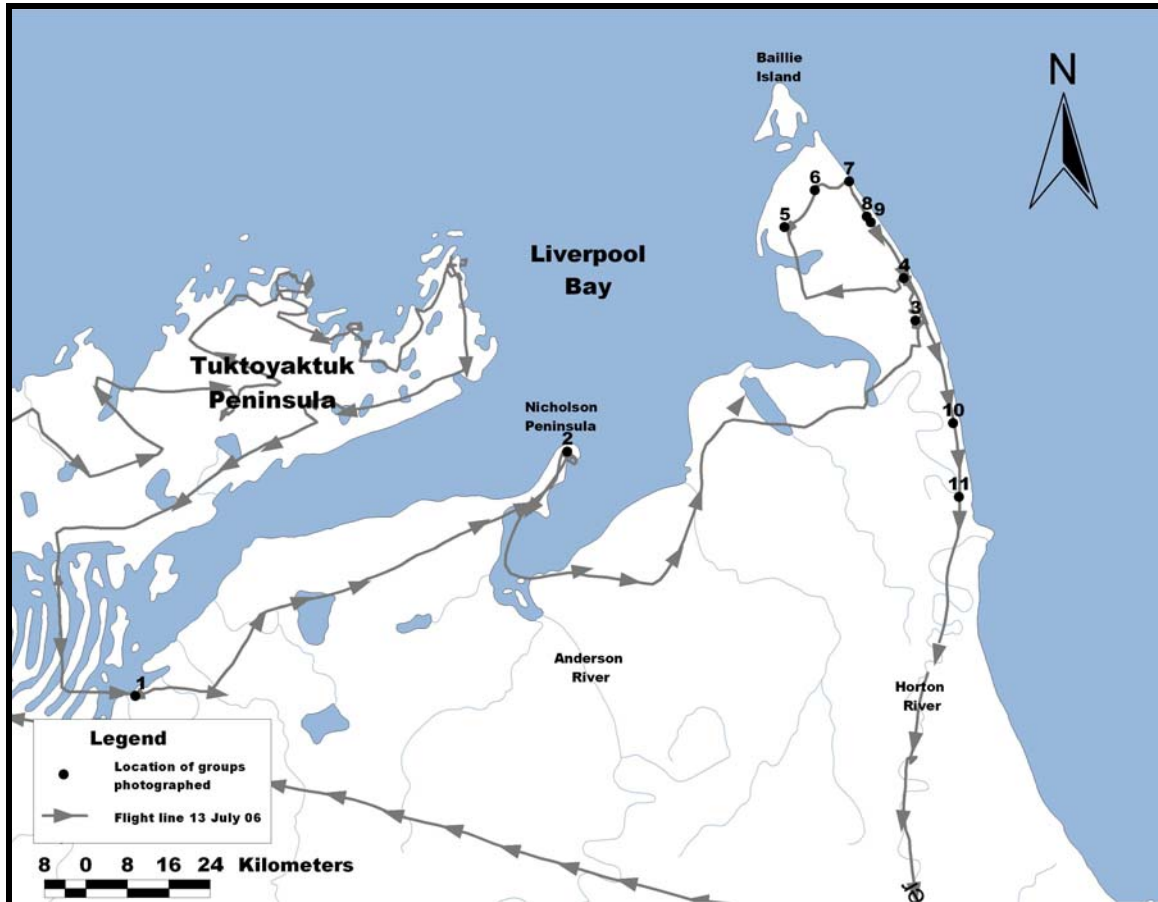 Baillie
Island
N
7
6
8
9
5
Liverpool
Bay
4
3
Tuktoyaktuk
Peninsula
Nicholson
Peninsula
2
10
11
Anderson
River
Horton
River
1
Legend
Location of groups
photographed
Flight line 13 July 06
8 0 8 16 24 Kilometers